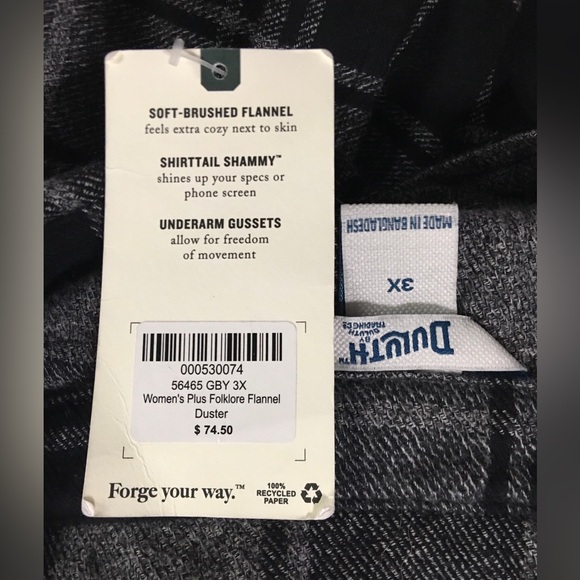 SOFT-BRUSHED FLANNEL
feels extra cozy next to skin
SHIRTTAIL SHAMMY™
shines up your specs or
phone screen
UNDERARM GUSSETS
allow for freedom
of movement
000530074
56465 GBY 3X
Women's Plus Folklore Flannel
Duster
$ 74.50
Forge your way.™
100%
RECYCLED
PAPER
MADE IN BANGLADESH
3X
DULUTH™
BY
DULUTH
TRADING CO